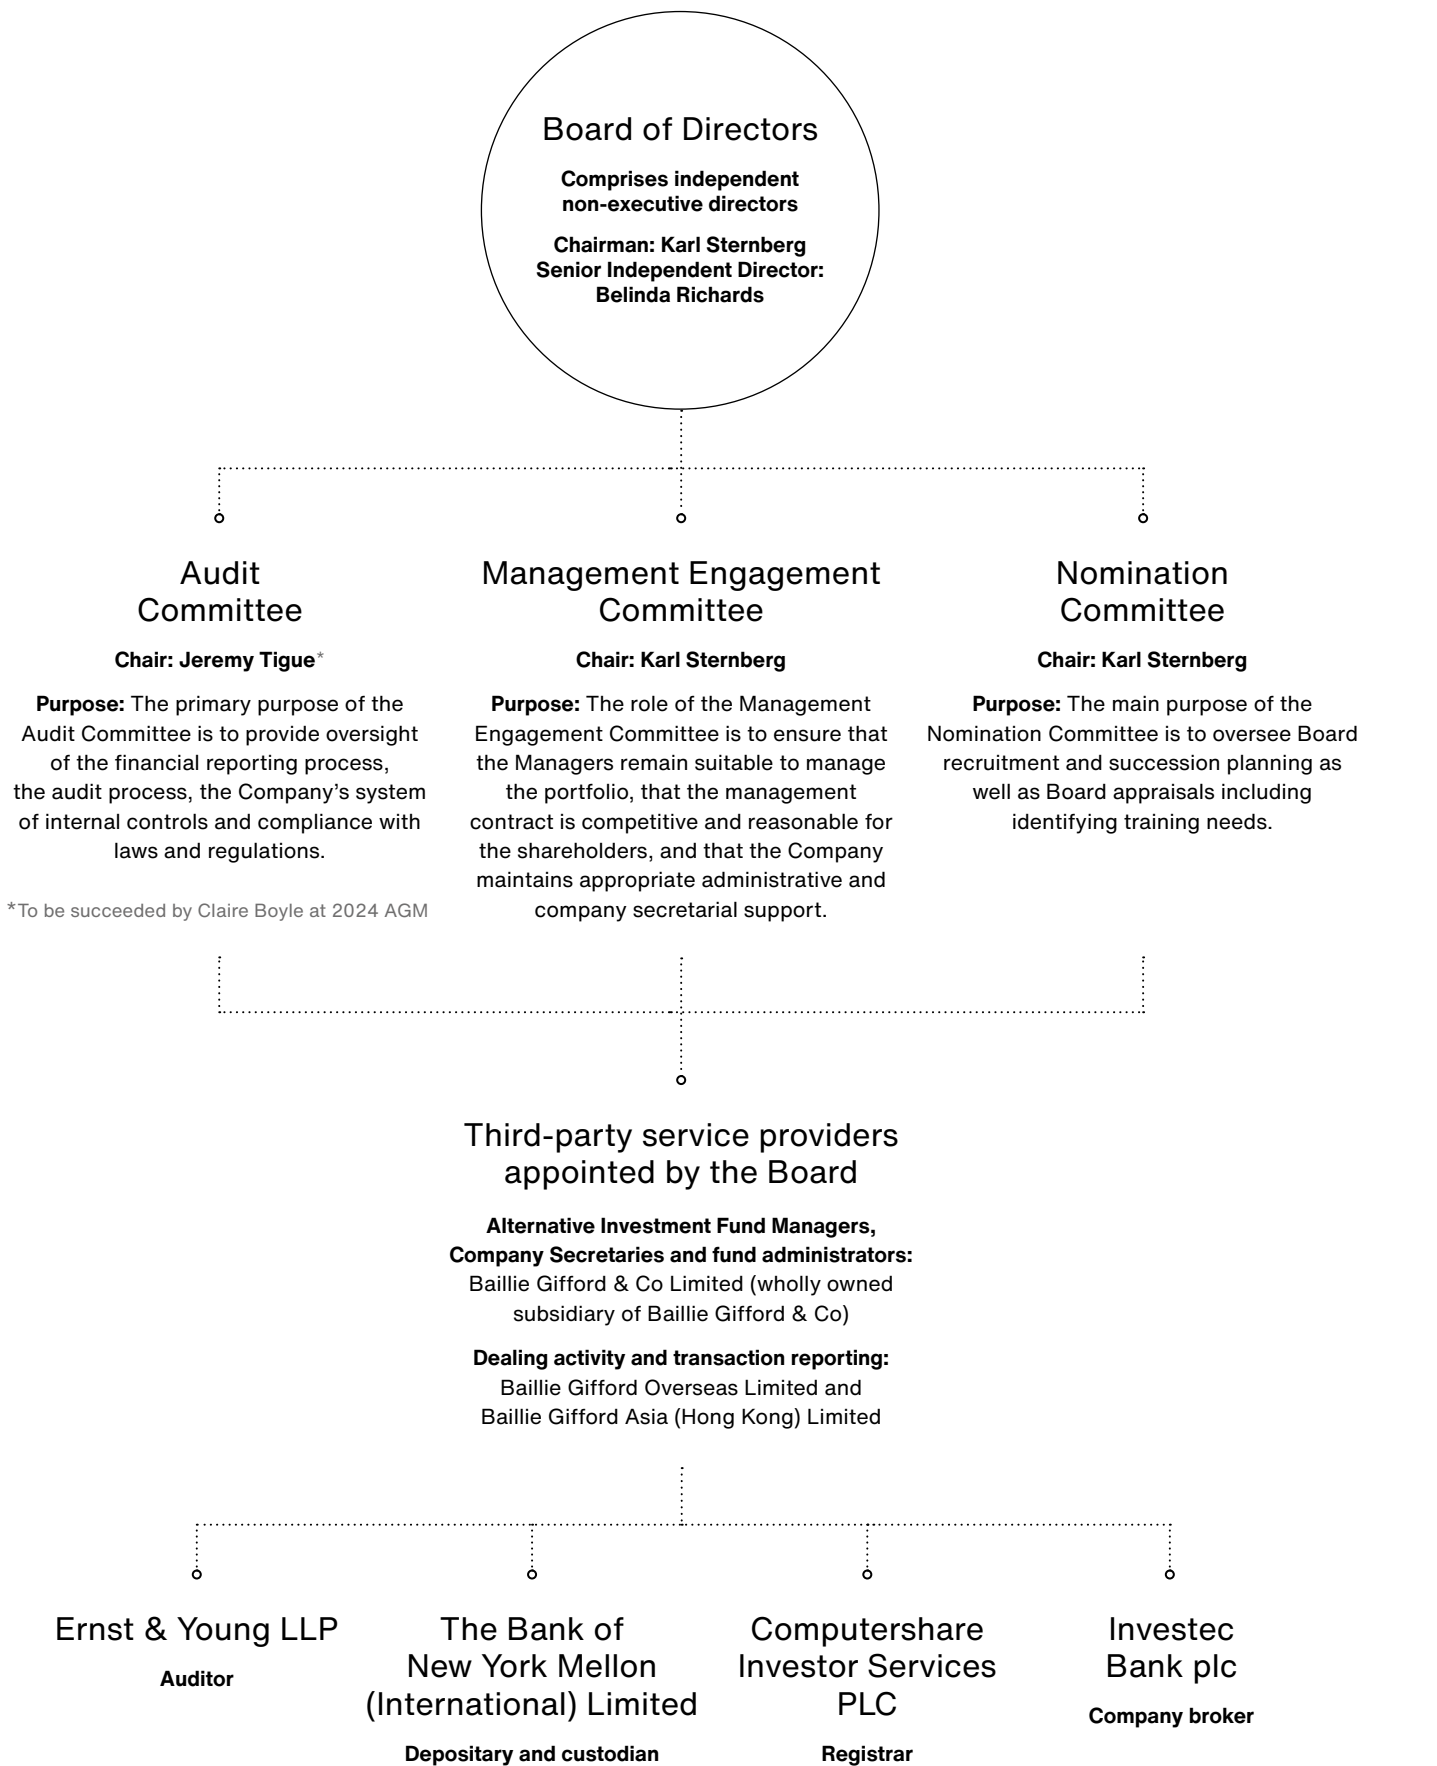 Board of Directors
Comprises independent
non-executive directors
Chairman: Karl Sternberg
Senior Independent Director:
Belinda Richards
Audit
Committee
Chair: Jeremy Tigue*
Purpose: The primary purpose of the
Audit Committee is to provide oversight
of the financial reporting process,
the audit process, the Company’s system
of internal controls and compliance with
laws and regulations.
*To be succeeded by Claire Boyle at 2024 AGM
Management Engagement
Committee
Chair: Karl Sternberg
Purpose: The role of the Management
Engagement Committee is to ensure that
the Managers remain suitable to manage
the portfolio, that the management
contract is competitive and reasonable for
the shareholders, and that the Company
maintains appropriate administrative and
company secretarial support.
Nomination
Committee
Chair: Karl Sternberg
Purpose: The main purpose of the
Nomination Committee is to oversee Board
recruitment and succession planning as
well as Board appraisals including
identifying training needs.
Third-party service providers
appointed by the Board
Alternative Investment Fund Managers,
Company Secretaries and fund administrators:
Baillie Gifford & Co Limited (wholly owned
subsidiary of Baillie Gifford & Co)
Dealing activity and transaction reporting:
Baillie Gifford Overseas Limited and
Baillie Gifford Asia (Hong Kong) Limited
Ernst & Young LLP
Auditor
The Bank of
New York Mellon
(International) Limited
Depositary and custodian
Computershare
Investor Services
PLC
Registrar
Investec
Bank plc
Company broker